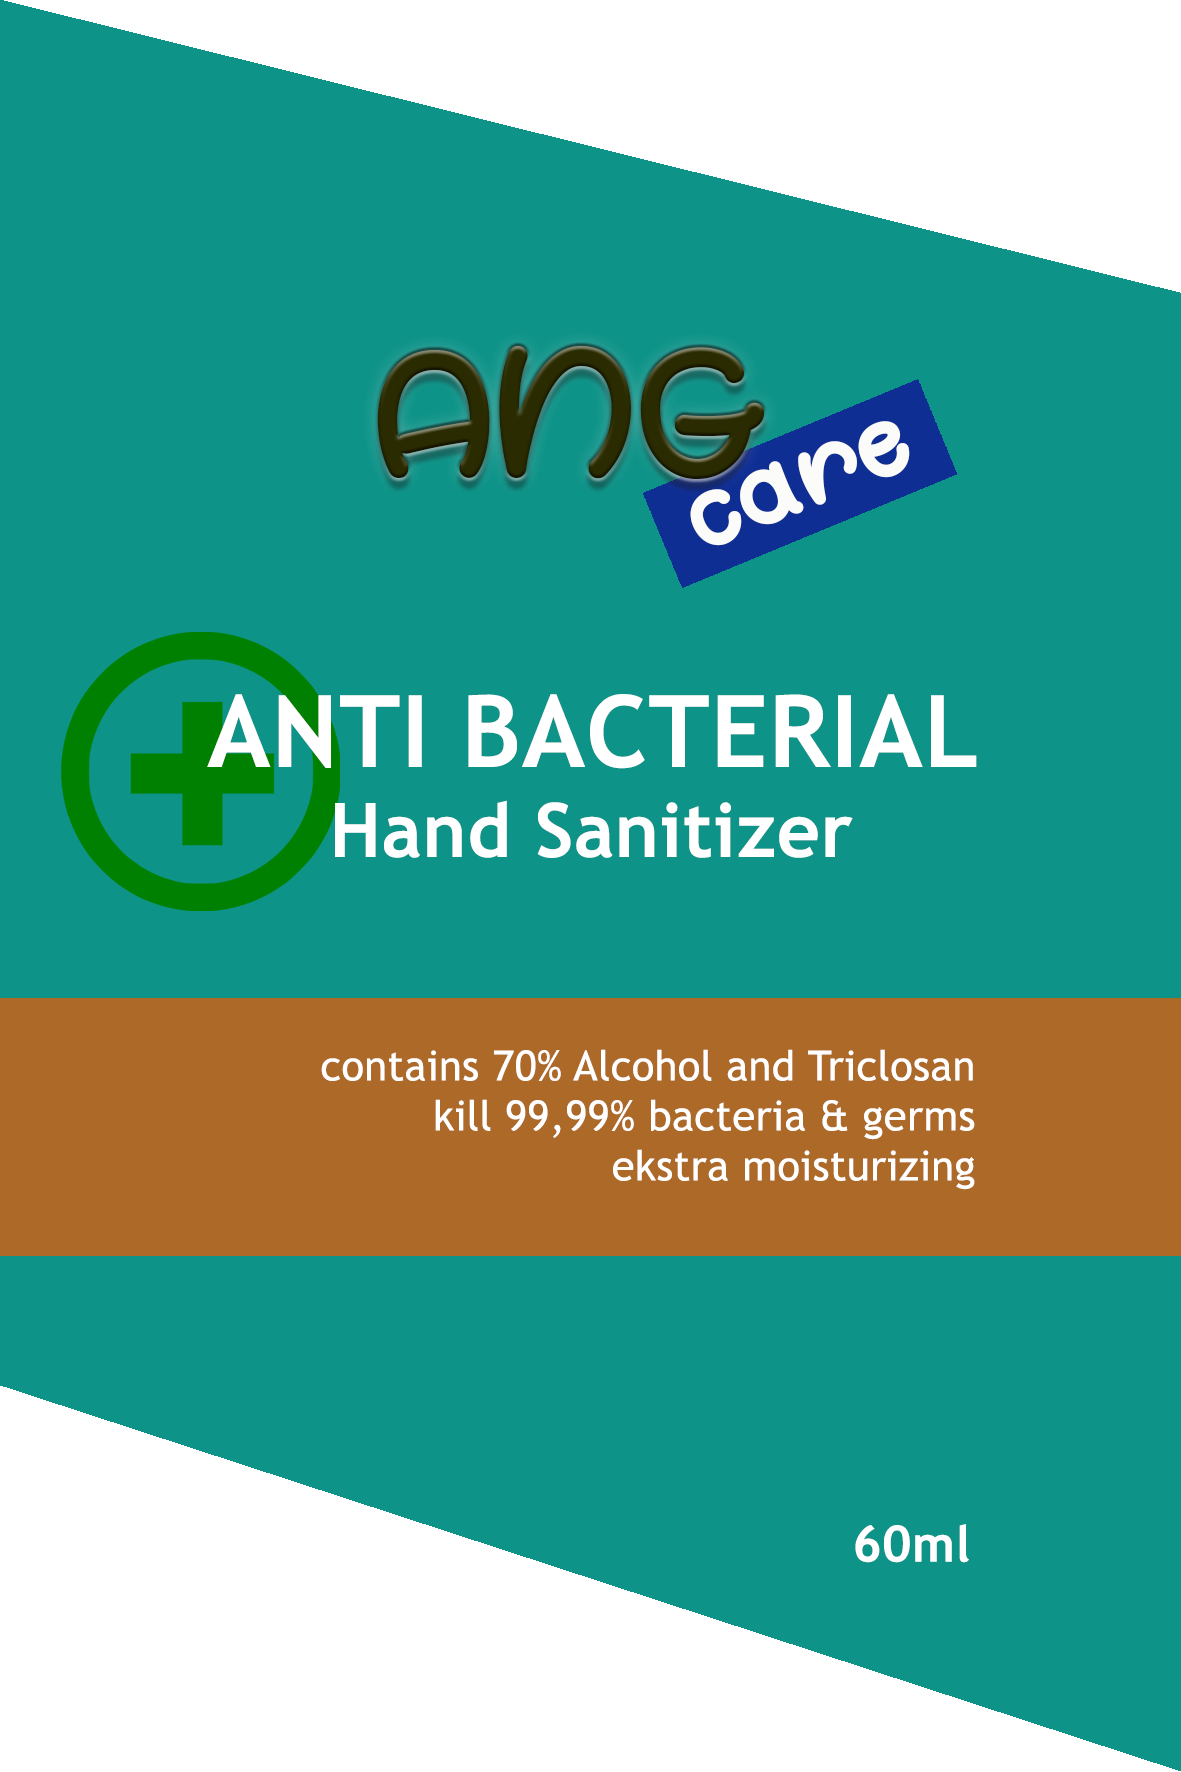 ANG
care
ANTI BACTERIAL
Hand Sanitizer
contains 70% Alcohol and Triclosan
kill 99,99% bacteria & germs
ekstra moisturizing
60ml